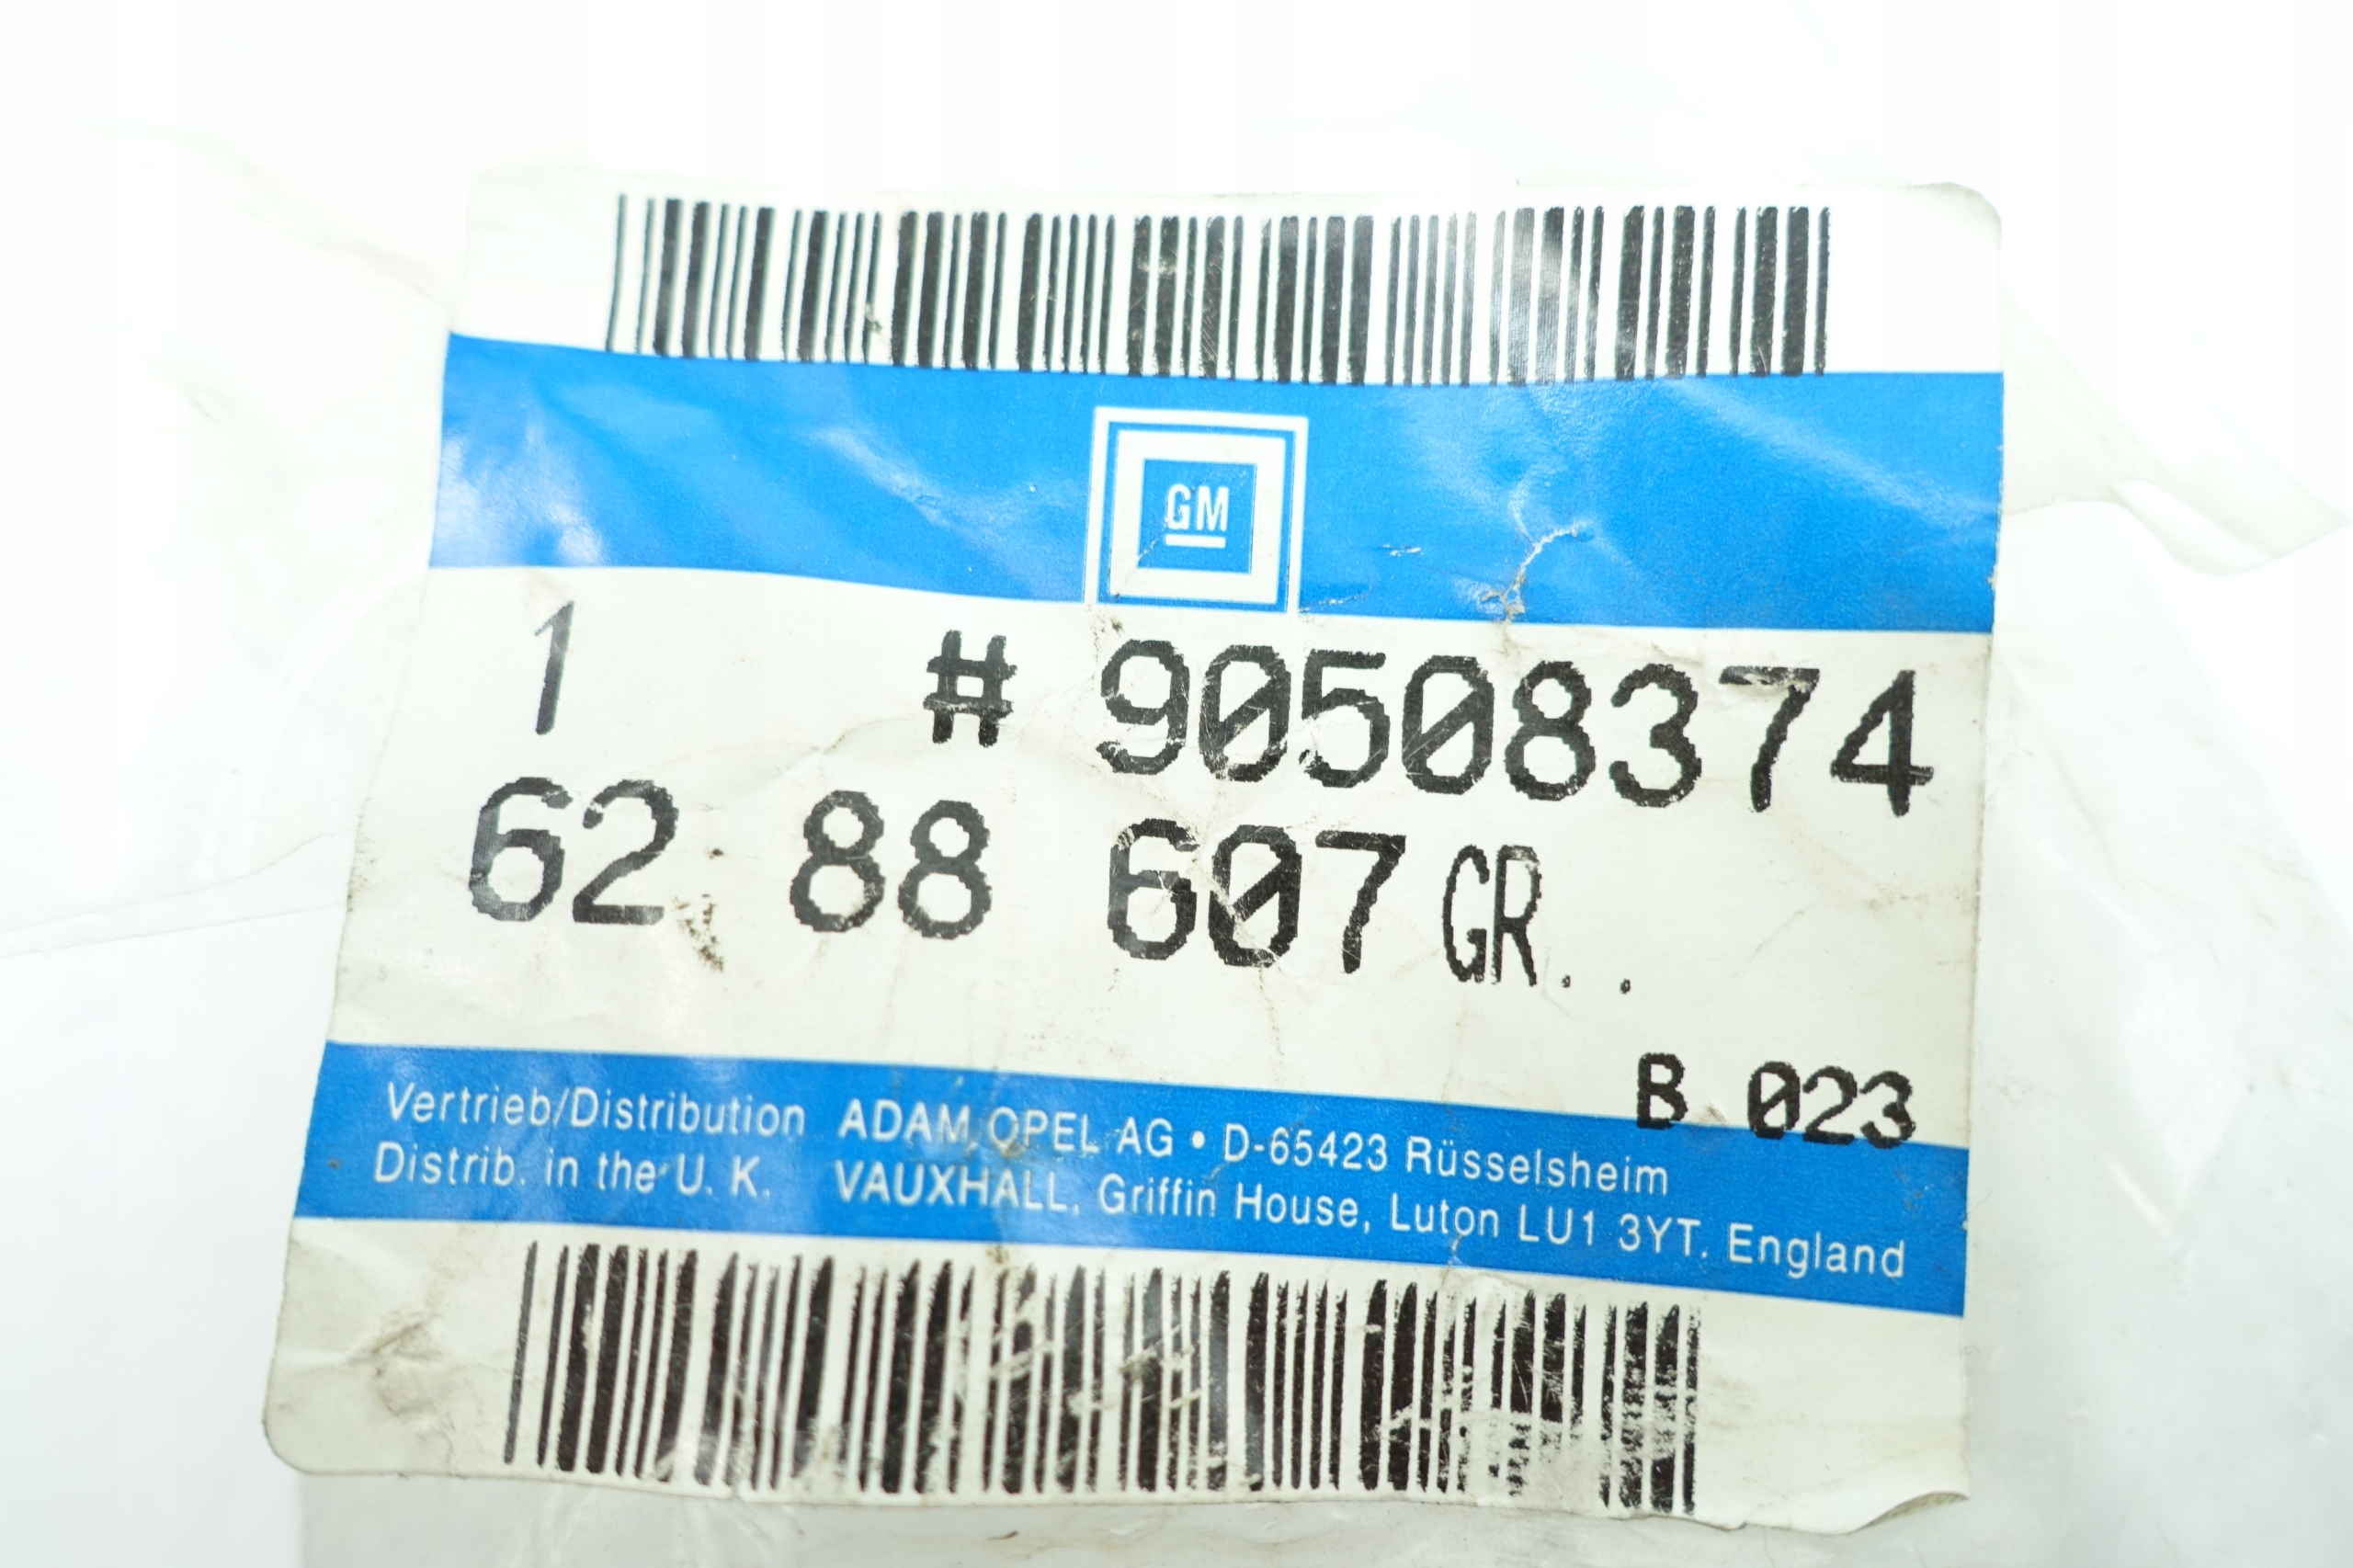 GM
1 # 90508374
62 88 607 GR. .
B 023
Vertrieb/Distribution ADAM OPEL AG • D-65423 Rüsselsheim
Distrib. in the U. K. VAUXHALL, Griffin House, Luton LU1 3YT. England